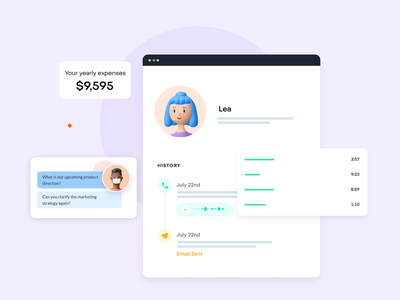 Your yearly expenses
$9,595
Lea
HISTORY
July 22nd
July 22nd
Email Sent
3:57
9:23
8:69
1:10
What is our upcoming product
direction?
Can you clarify the marketing
strategy again?